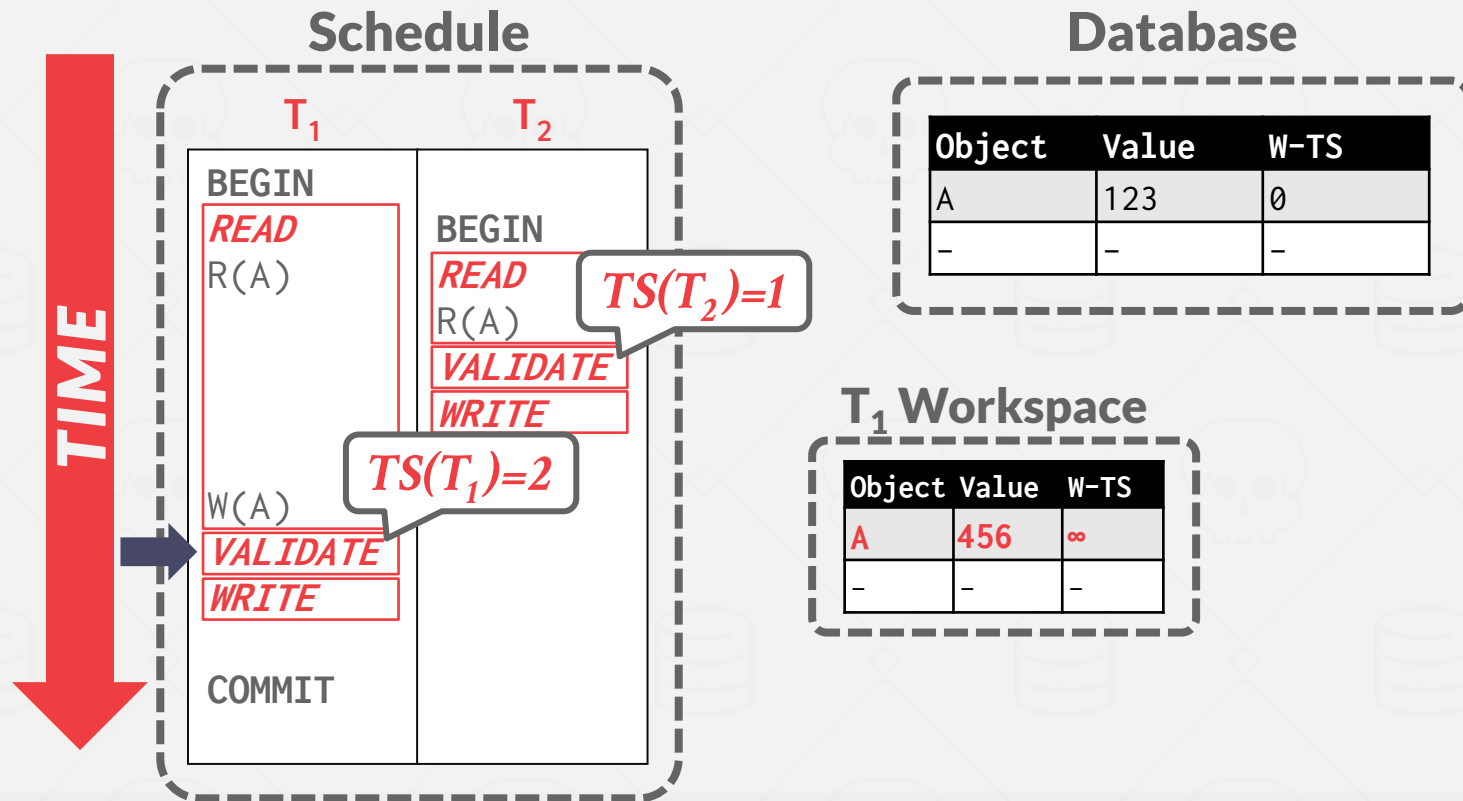 Schedule
Database
TIME
T₁ T₂
BEGIN
READ
R(A)
W(A)
VALIDATE
WRITE
COMMIT
BEGIN
READ
R(A)
VALIDATE
WRITE
TS(T₂)=1
TS(T₁)=2
Object Value W-TS
A 123 0
- - -
T₁ Workspace
Object Value W-TS
A 456 ∞
- - -